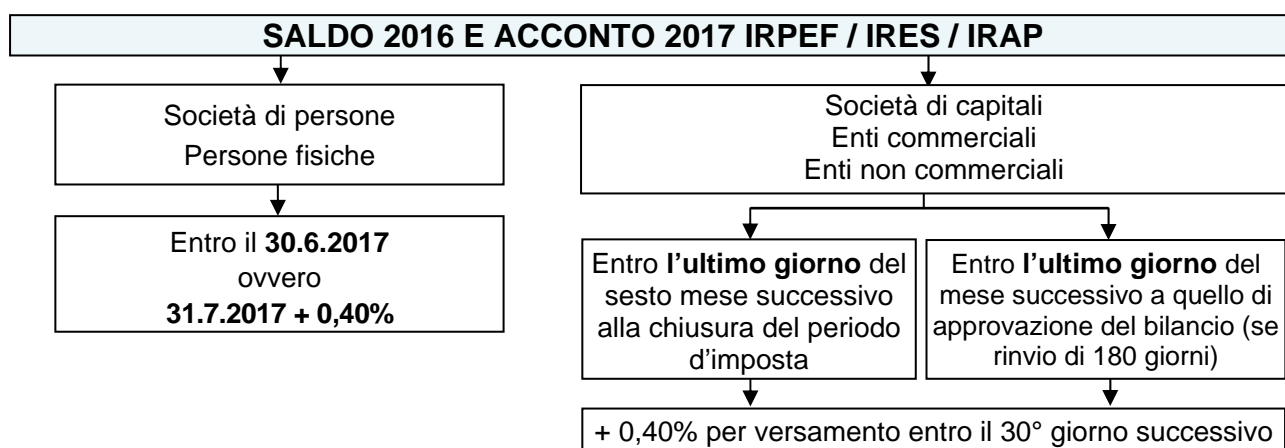 SALDO 2016 E ACCONTO 2017 IRPEF / IRES / IRAP
Società di persone
Persone fisiche
Entro il 30.6.2017
ovvero
31.7.2017 + 0,40%
Società di capitali
Enti commerciali
Enti non commerciali
Entro l'ultimo giorno del
sesto mese successivo
alla chiusura del periodo
d'imposta
Entro l'ultimo giorno del
mese successivo a quello di
approvazione del bilancio (se
rinvio di 180 giorni)
+ 0,40% per versamento entro il 30° giorno successivo